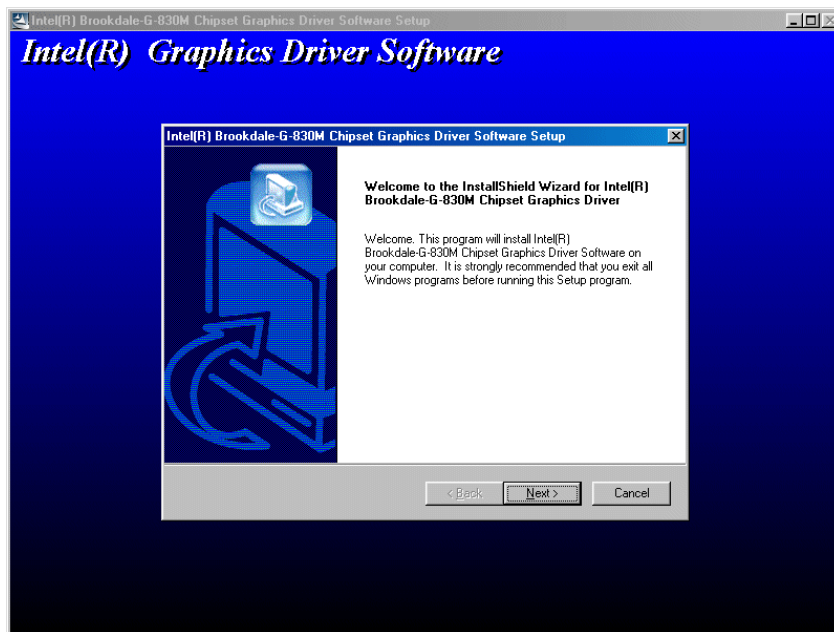 Intel(R) Brookdale-G-830M Chipset Graphics Driver Software Setup
Intel(R) Graphics Driver Software
Intel(R) Brookdale-G-830M Chipset Graphics Driver Software Setup
Welcome to the InstallShield Wizard for Intel(R)
Brookdale-G-830M Chipset Graphics Driver
Welcome. This program will install Intel(R)
Brookdale-G-830M Chipset Graphics Driver Software on
your computer. It is strongly recommended that you exit all
Windows programs before running this Setup program.
< Back Next > Cancel